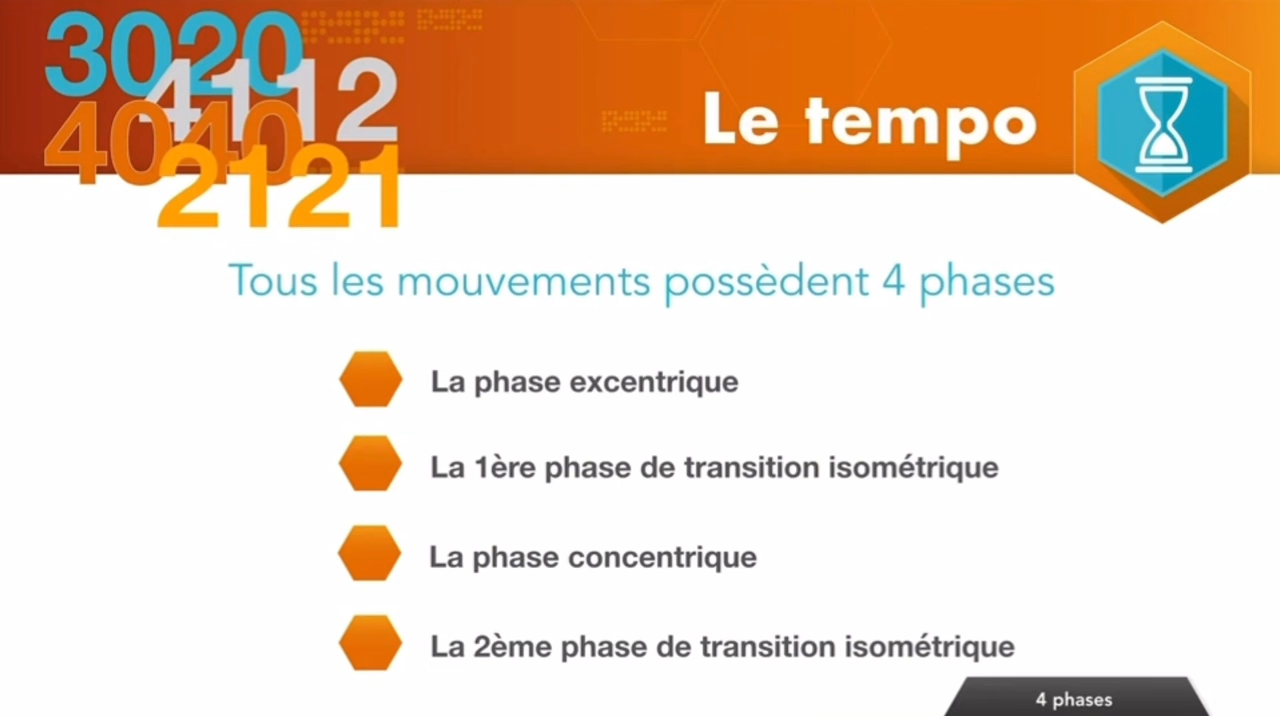 3020
4112
4040
2121
Le tempo
Tous les mouvements possèdent 4 phases
La phase excentrique
La 1ère phase de transition isométrique
La phase concentrique
La 2ème phase de transition isométrique
4 phases